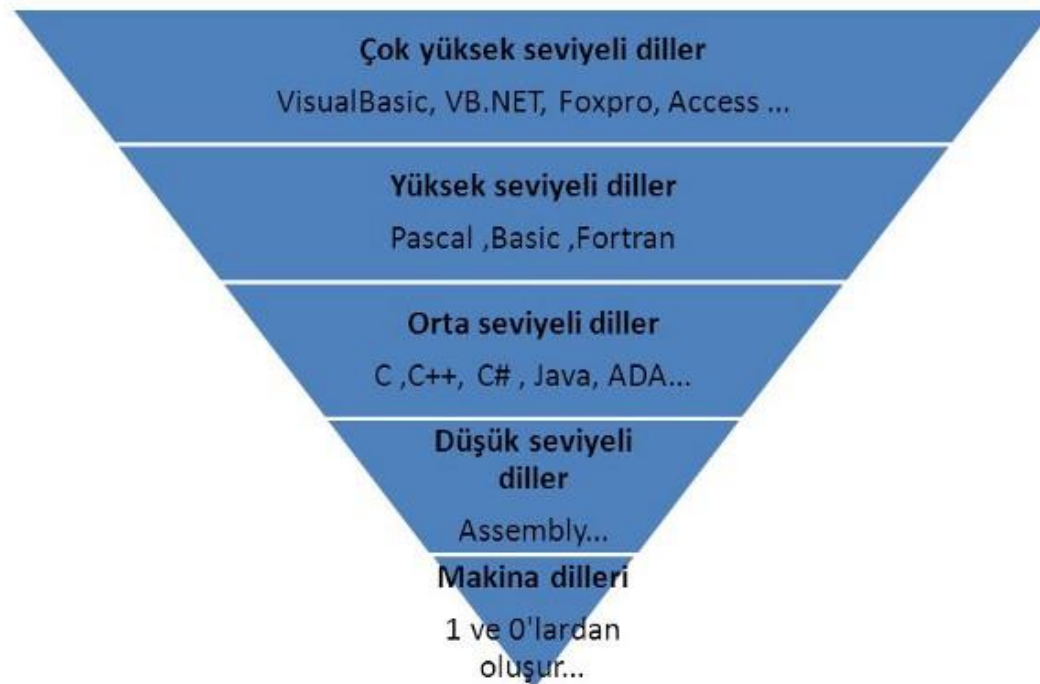 Çok yüksek seviyeli diller
VisualBasic, VB.NET, Foxpro, Access ...
Yüksek seviyeli diller
Pascal ,Basic ,Fortran
Orta seviyeli diller
C ,C++, C# , Java, ADA...
Düşük seviyeli
diller
Assembly...
Makina dilleri
1 ve 0'lardan
oluşur...